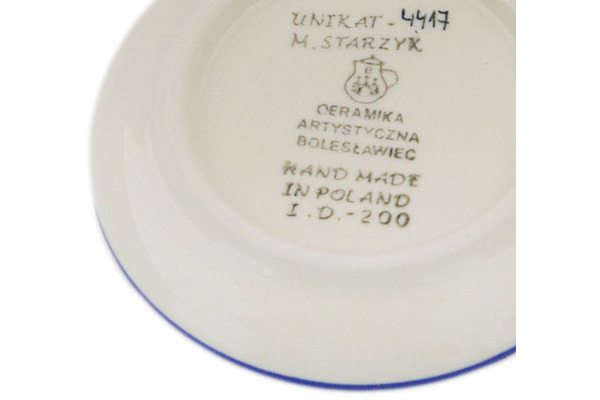 UNIKAT - 4417
M. STARZYK
B
CERAMIKA
ARTYSTYCZNA
BOLESŁAWIEC
HAND MADE
IN POLAND
I.D.-200